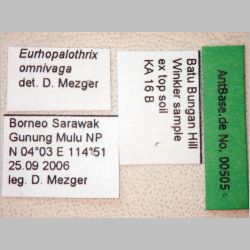 Eurhopalothrix
omnivaga
det. D. Mezger
Borneo Sarawak
Gunung Mulu NP
N 04°03 E 114°51
25.09 2006
leg. D. Mezger
Batu Bungan Hill
Winkler sample
ex top soil
KA 16 B
AntBase.de No. 00505